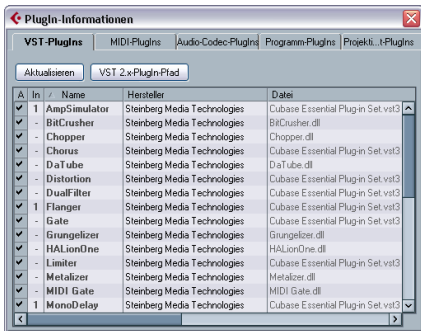 PlugIn-Informationen
VST-PlugIns MIDI-PlugIns Audio-Codec-PlugIns Programm-PlugIns Projekti...t-PlugIns
Aktualisieren VST 2.x-PlugIn-Pfad
A In Name Hersteller Datei
1 AmpSimulator Steinberg Media Technologies Cubase Essential Plug-in Set.vst3
- BitCrusher Steinberg Media Technologies BitCrusher.dll
- Chopper Steinberg Media Technologies Chopper.dll
- Chorus Steinberg Media Technologies Cubase Essential Plug-in Set.vst3
- DaTube Steinberg Media Technologies DaTube.dll
- Distortion Steinberg Media Technologies Cubase Essential Plug-in Set.vst3
- DualFilter Steinberg Media Technologies Cubase Essential Plug-in Set.vst3
1 Flanger Steinberg Media Technologies Cubase Essential Plug-in Set.vst3
- Gate Steinberg Media Technologies Cubase Essential Plug-in Set.vst3
- Grungelizer Steinberg Media Technologies Grungelizer.dll
- HALionOne Steinberg Media Technologies HALionOne.dll
- Limiter Steinberg Media Technologies Cubase Essential Plug-in Set.vst3
- Metalizer Steinberg Media Technologies Metalizer.dll
- MIDI Gate Steinberg Media Technologies MIDI Gate.dll
1 MonoDelay Steinberg Media Technologies Cubase Essential Plug-in Set.vst3